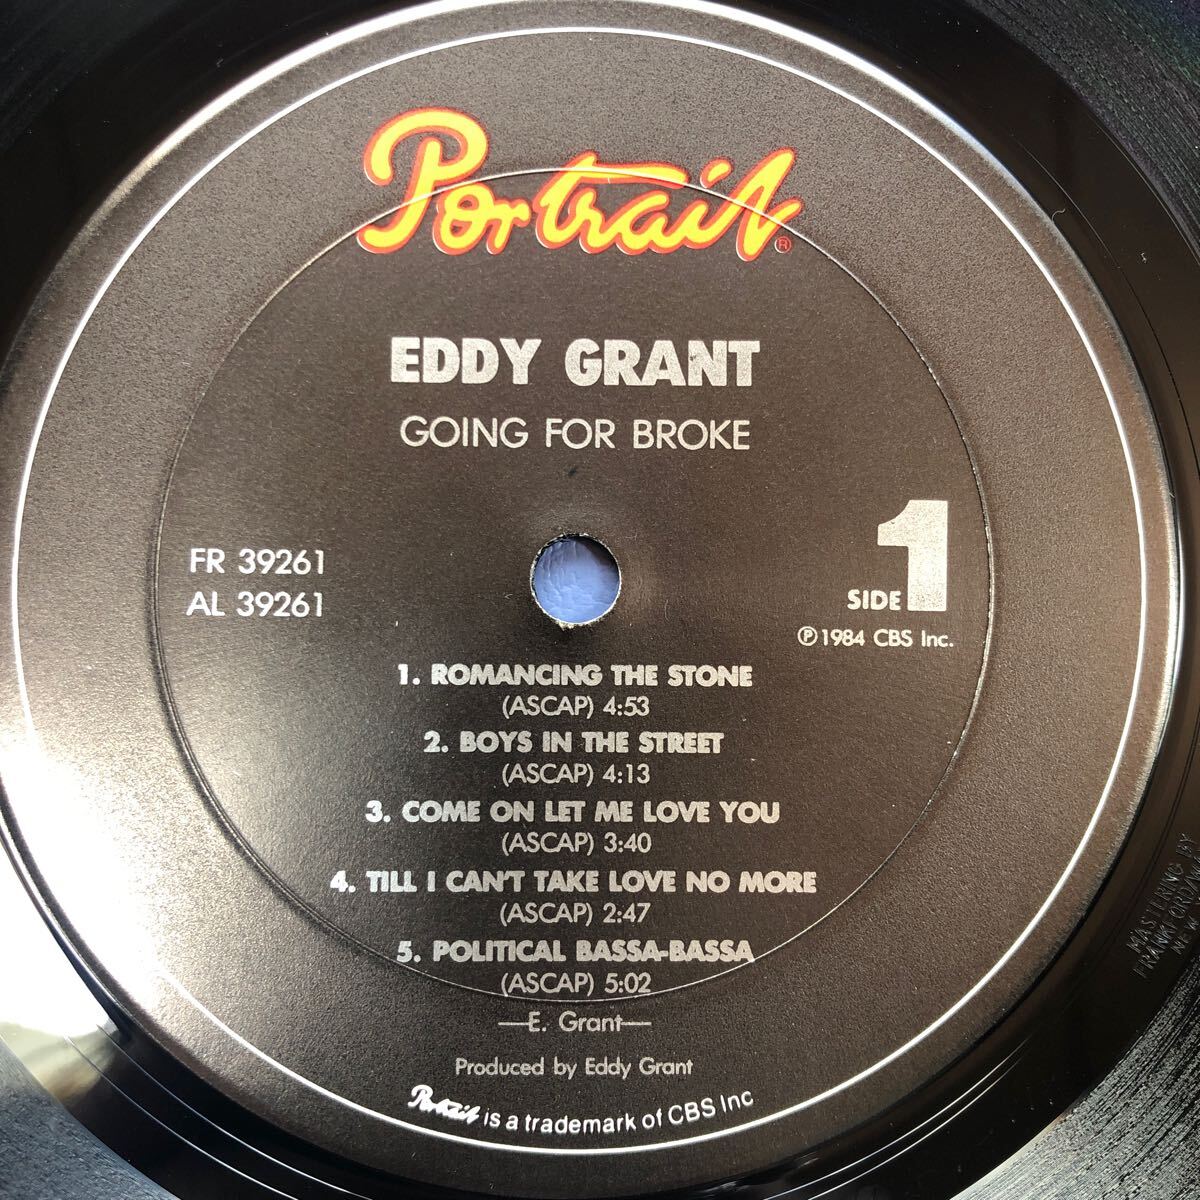 Portrait®
EDDY GRANT
GOING FOR BROKE
FR 39261
AL 39261
SIDE 1
℗1984 CBS Inc.
1. ROMANCING THE STONE
(ASCAP) 4:53
2. BOYS IN THE STREET
(ASCAP) 4:13
3. COME ON LET ME LOVE YOU
(ASCAP) 3:40
4. TILL I CAN'T TAKE LOVE NO MORE
(ASCAP) 2:47
5. POLITICAL BASSA-BASSA
(ASCAP) 5:02
—E. Grant—
Produced by Eddy Grant
Portrait is a trademark of CBS Inc
MASTERING BY